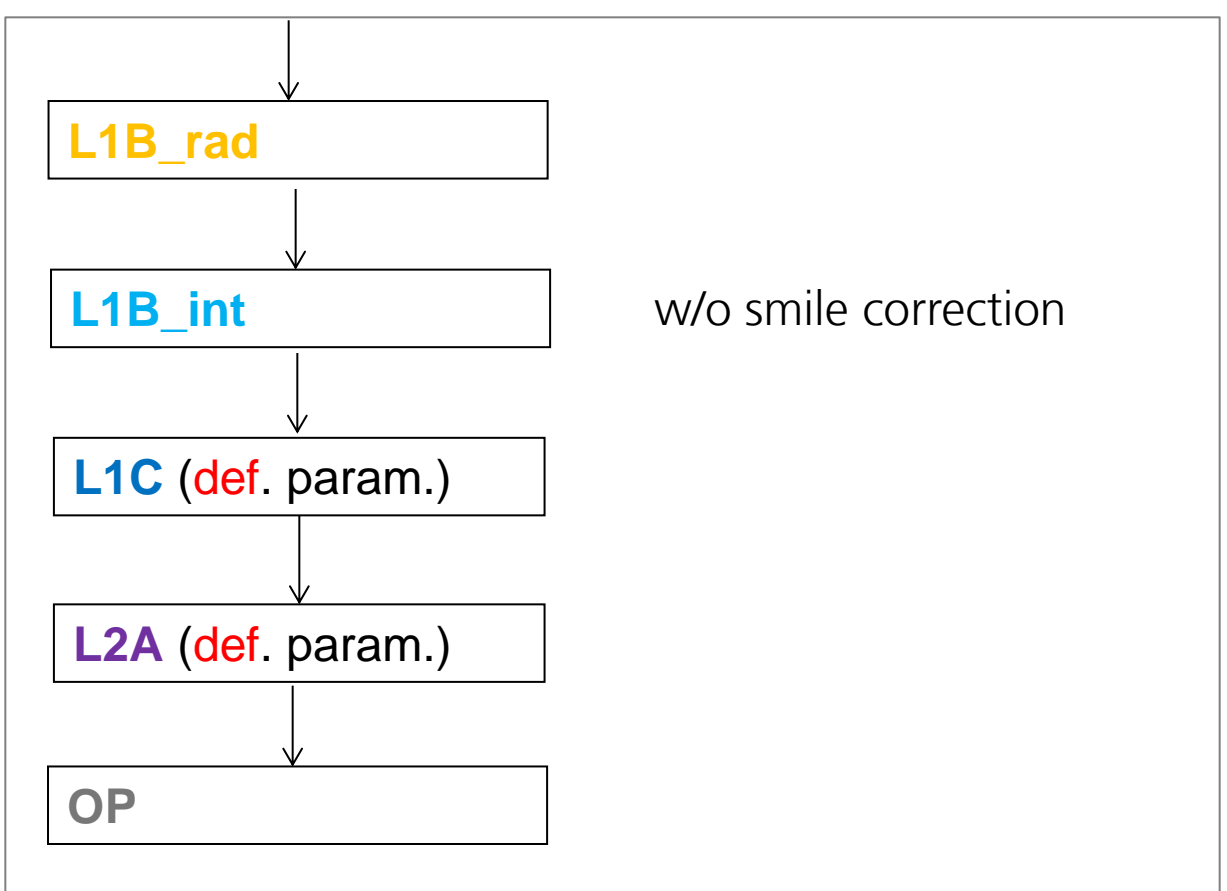 L1B_rad
L1B_int
w/o smile correction
L1C (def. param.)
L2A (def. param.)
OP